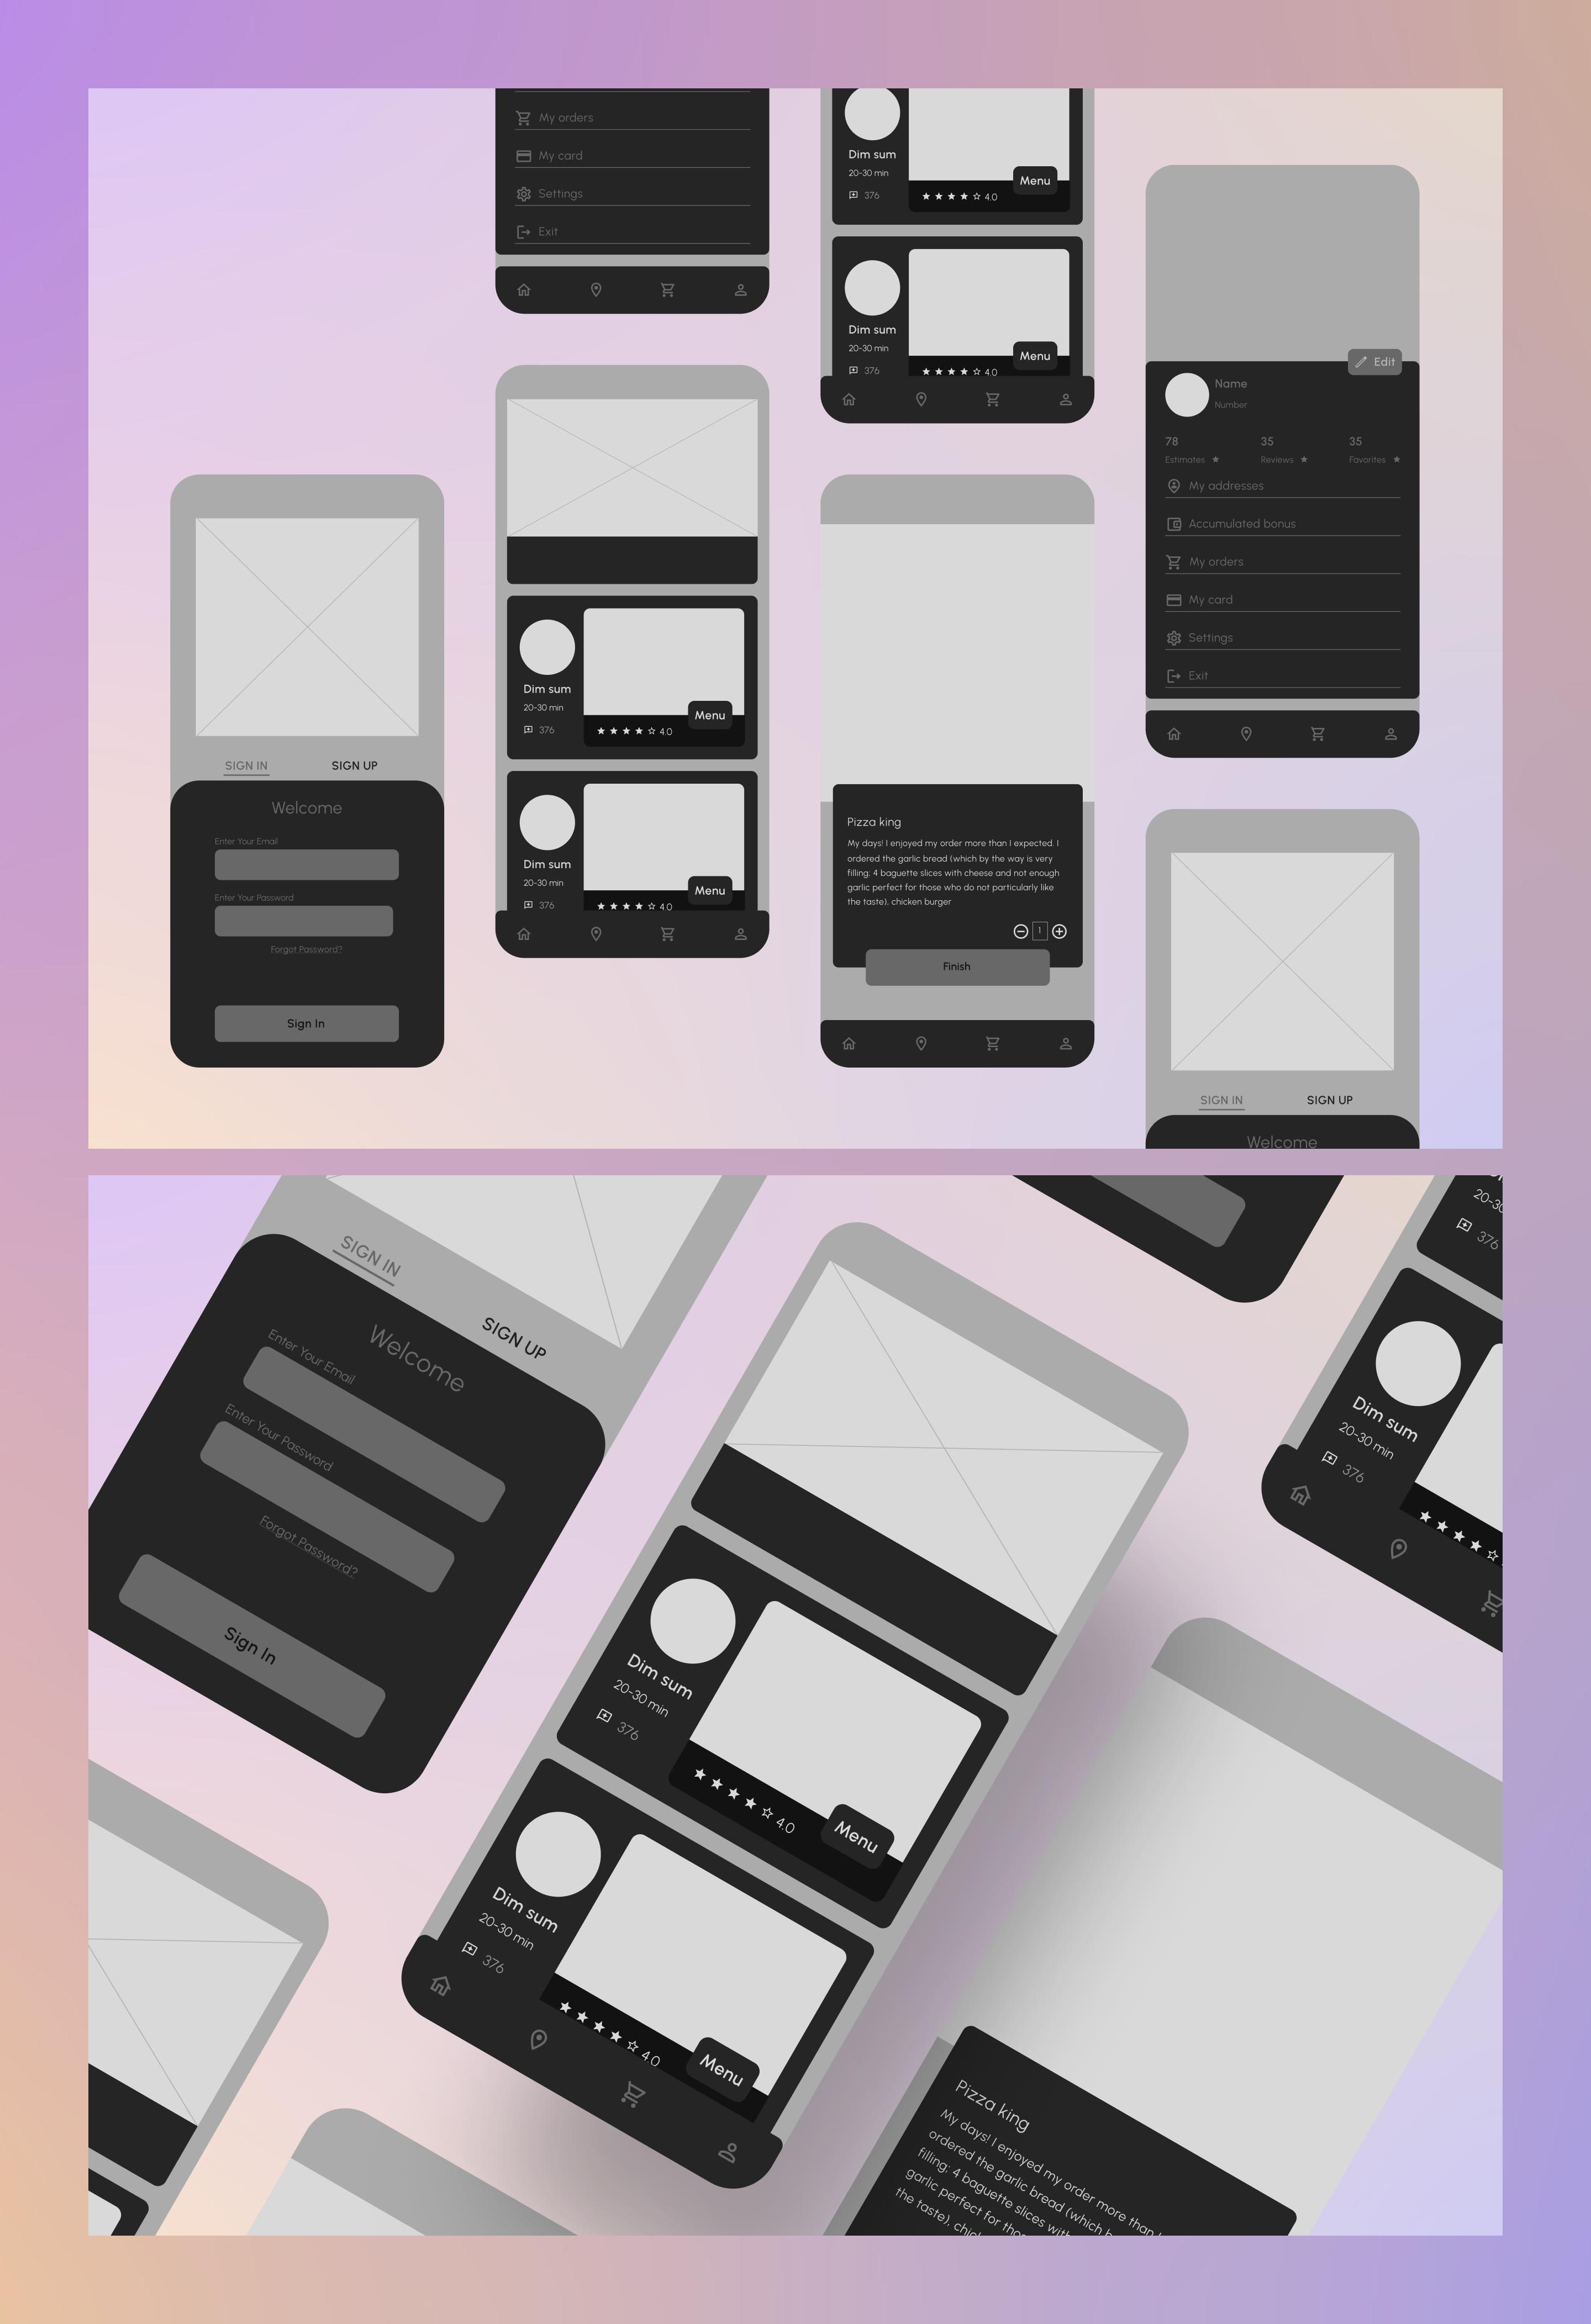 My orders
My card
Settings
Exit
Dim sum
20-30 min
376
4.0
Menu
Dim sum
20-30 min
376
4.0
Menu
SIGN IN
SIGN UP
Welcome
Enter Your Email
Enter Your Password
Forgot Password?
Sign In
Dim sum
20-30 min
376
4.0
Menu
Dim sum
20-30 min
376
4.0
Menu
Pizza king
My days! I enjoyed my order more than I expected. I
ordered the garlic bread (which by the way is very
filling; 4 baguette slices with cheese and not enough
garlic perfect for those who do not particularly like
the taste), chicken burger
1
Finish
Edit
Name
Number
78
35
35
Estimates
Reviews
Favorites
My addresses
Accumulated bonus
My orders
My card
Settings
Exit
SIGN IN
SIGN UP
Welcome
SIGN IN
SIGN UP
Welcome
Enter Your Email
Enter Your Password
Forgot Password?
Sign In
Dim sum
20-30 min
376
4.0
Menu
Dim sum
20-30 min
376
4.0
Menu
376
Dim sum
20-30 min
376
Pizza king
My days! I enjoyed my order more than
ordered the garlic bread (which
filling; 4 baguette slices with
garlic perfect for
the taste),